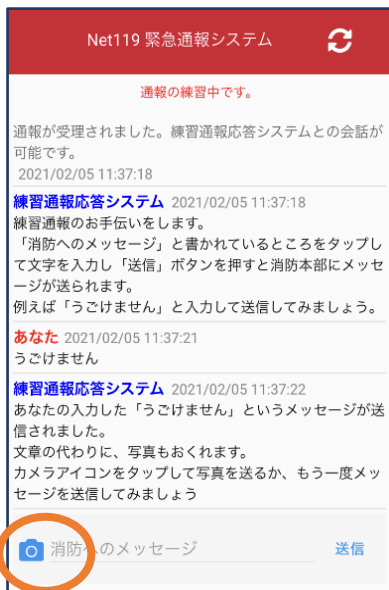 Net119 緊急通報システム
通報の練習中です。
通報が受理されました。練習通報応答システムとの会話が
可能です。
2021/02/05 11:37:18
練習通報応答システム 2021/02/05 11:37:18
練習通報のお手伝いをします。
「消防へのメッセージ」と書かれているところをタップし
て文字を入力し「送信」ボタンを押すと消防本部にメッセ
ージが送られます。
例えば「うごけません」と入力して送信してみましょう。
あなた 2021/02/05 11:37:21
うごけません
練習通報応答システム 2021/02/05 11:37:22
あなたの入力した「うごけません」というメッセージが送
信されました。
文章の代わりに、写真もおくれます。
カメラアイコンをタップして写真を送るか、もう一度メッ
セージを送信してみましょう
消防へのメッセージ 送信